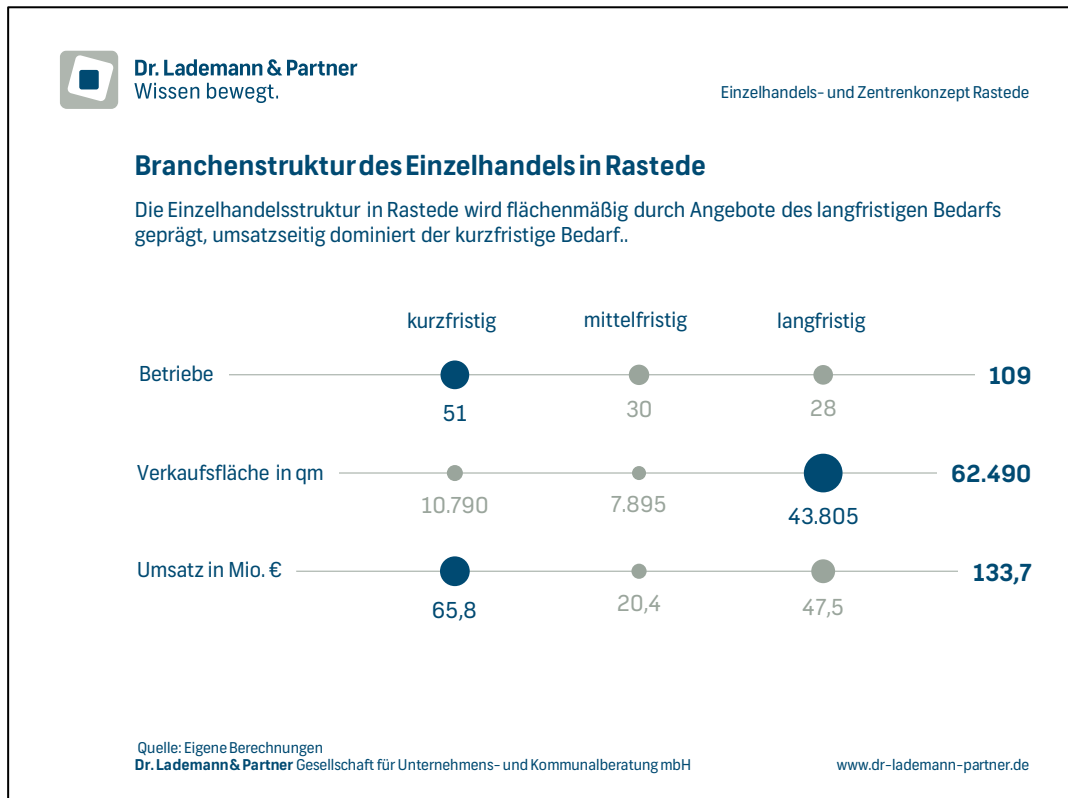 Dr. Lademann & Partner
Wissen bewegt.
Einzelhandels- und Zentrenkonzept Rastede
Branchenstruktur des Einzelhandels in Rastede
Die Einzelhandelsstruktur in Rastede wird flächenmäßig durch Angebote des langfristigen Bedarfs
geprägt, umsatzseitig dominiert der kurzfristige Bedarf..
kurzfristig mittelfristig langfristig
Betriebe 109
51 30 28
Verkaufsfläche in qm 62.490
10.790 7.895 43.805
Umsatz in Mio. € 133,7
65,8 20,4 47,5
Quelle: Eigene Berechnungen
Dr. Lademann & Partner Gesellschaft für Unternehmens- und Kommunalberatung mbH www.dr-lademann-partner.de